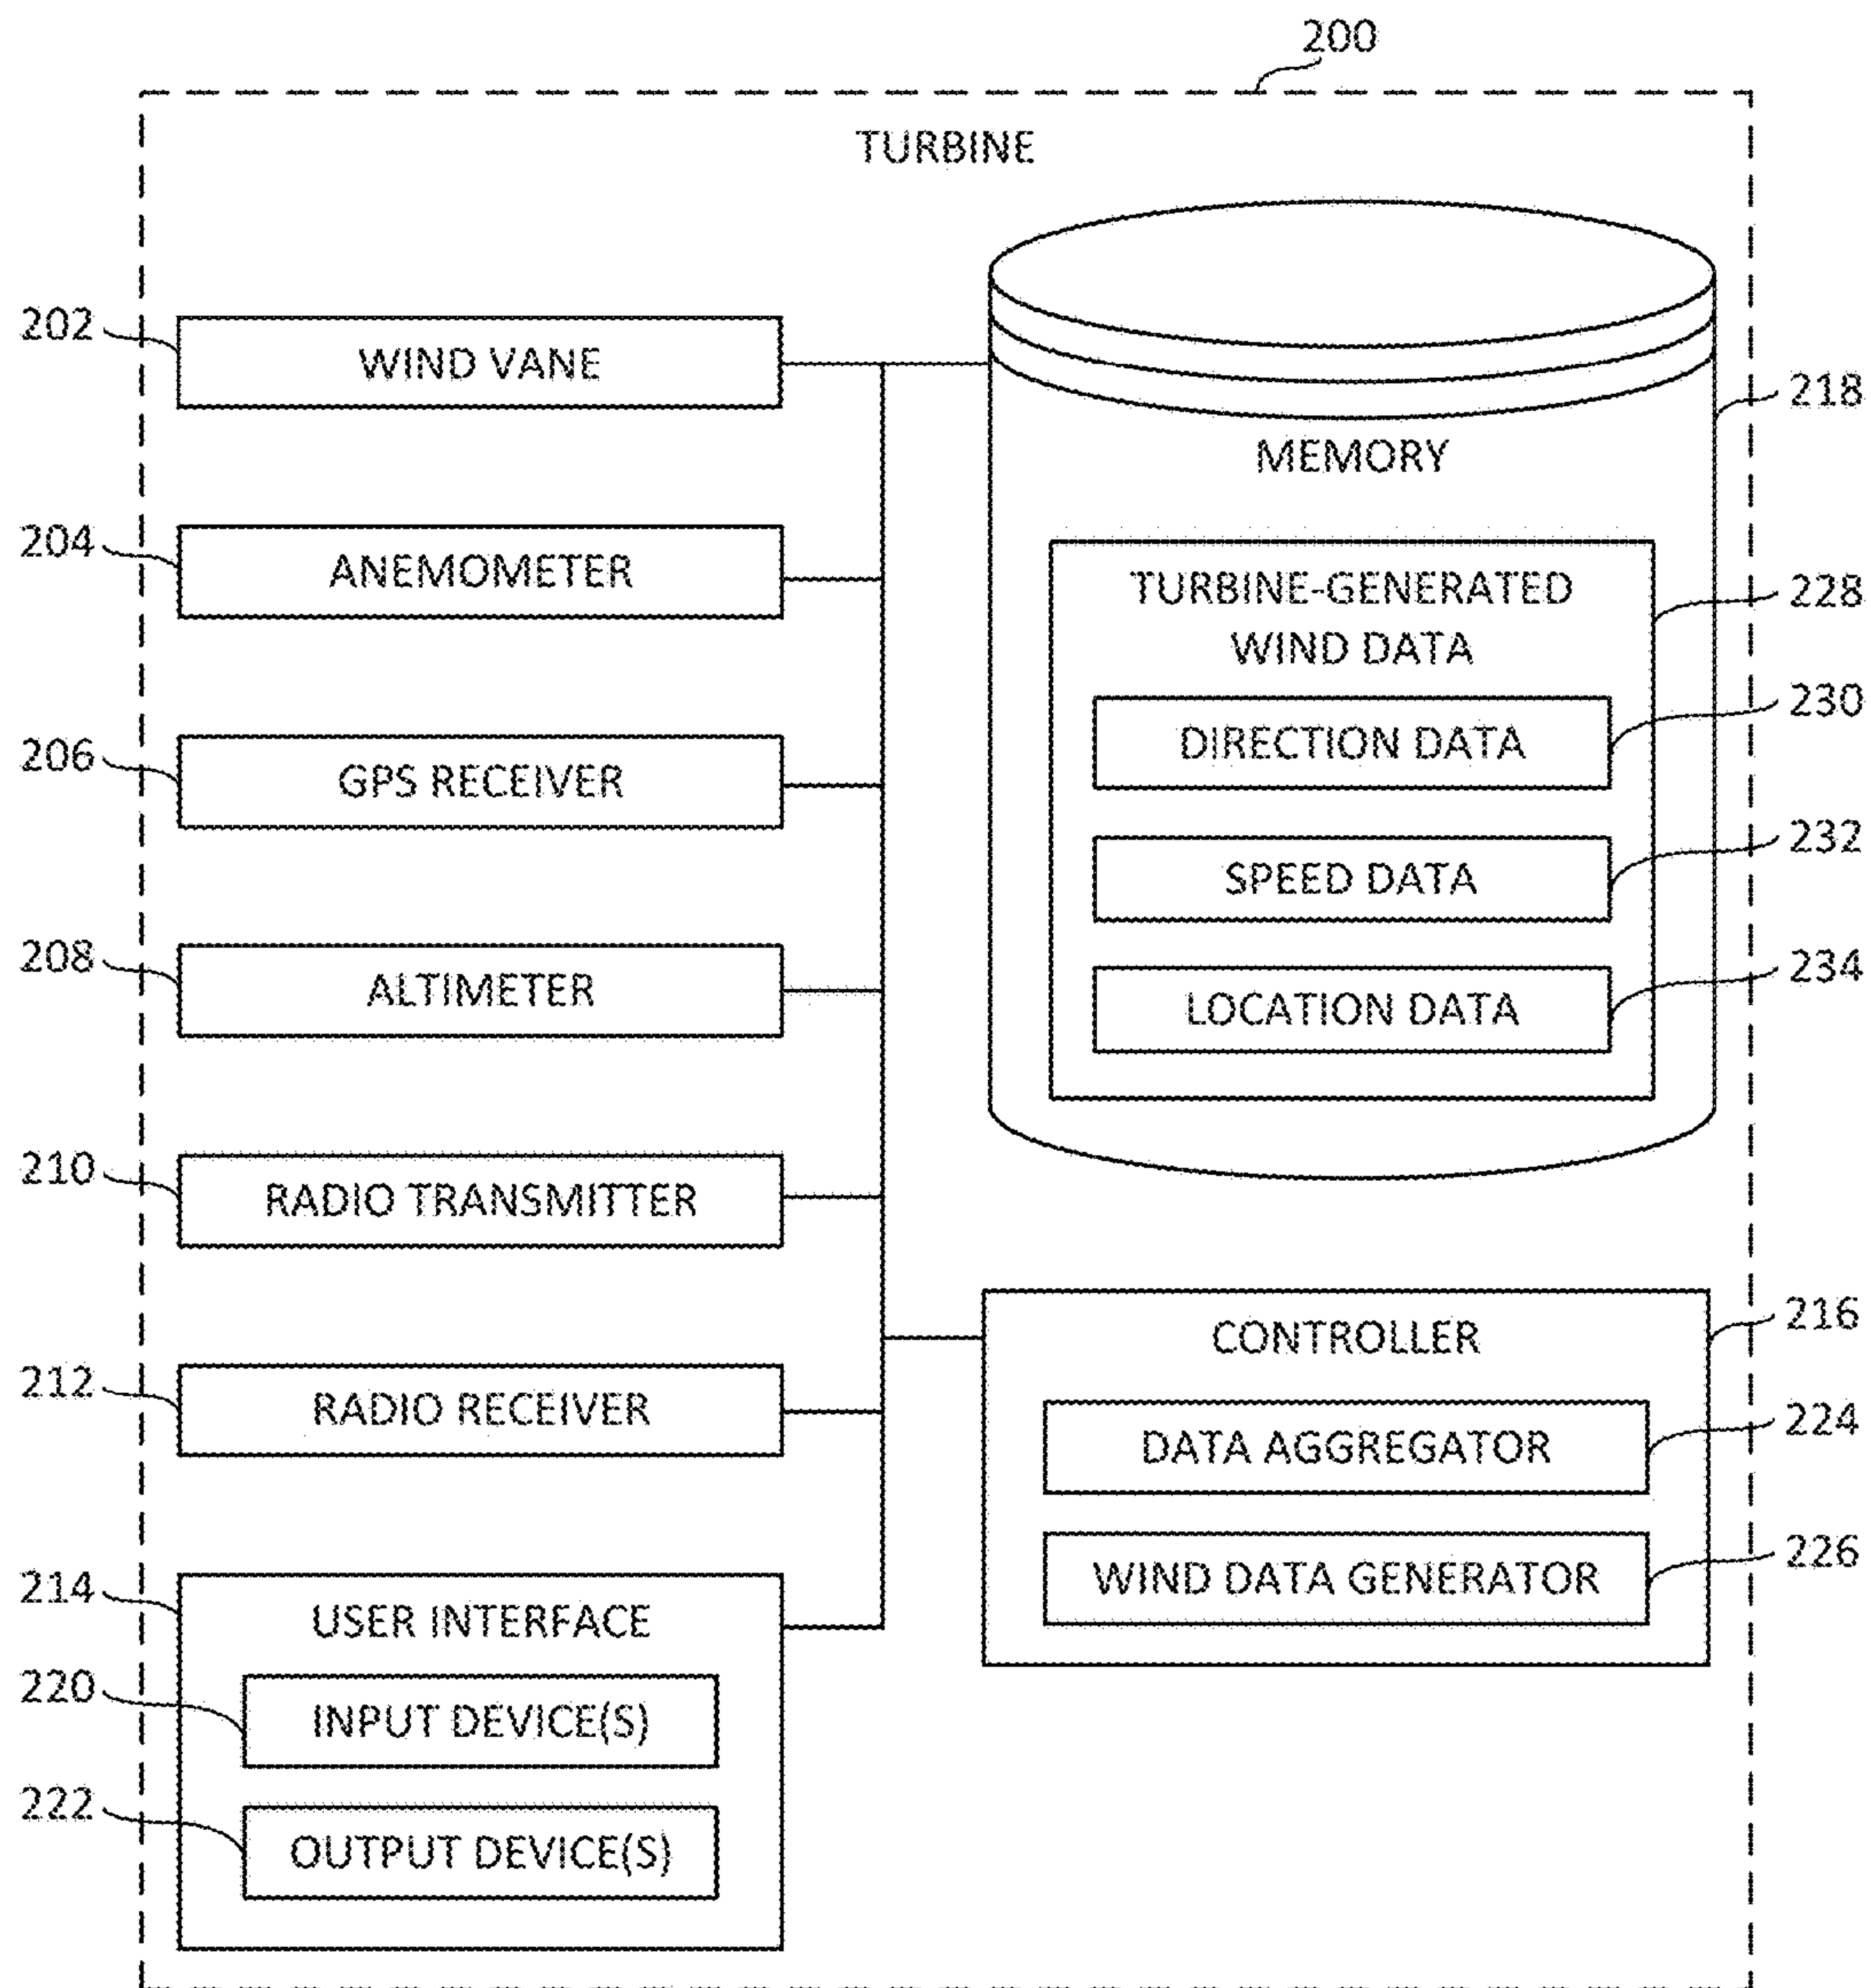 200
TURBINE
202
WIND VANE
204
ANEMOMETER
206
GPS RECEIVER
208
ALTIMETER
210
RADIO TRANSMITTER
212
RADIO RECEIVER
214
USER INTERFACE
220
INPUT DEVICE(S)
222
OUTPUT DEVICE(S)
218
MEMORY
228
TURBINE-GENERATED
WIND DATA
230
DIRECTION DATA
232
SPEED DATA
234
LOCATION DATA
216
CONTROLLER
224
DATA AGGREGATOR
226
WIND DATA GENERATOR